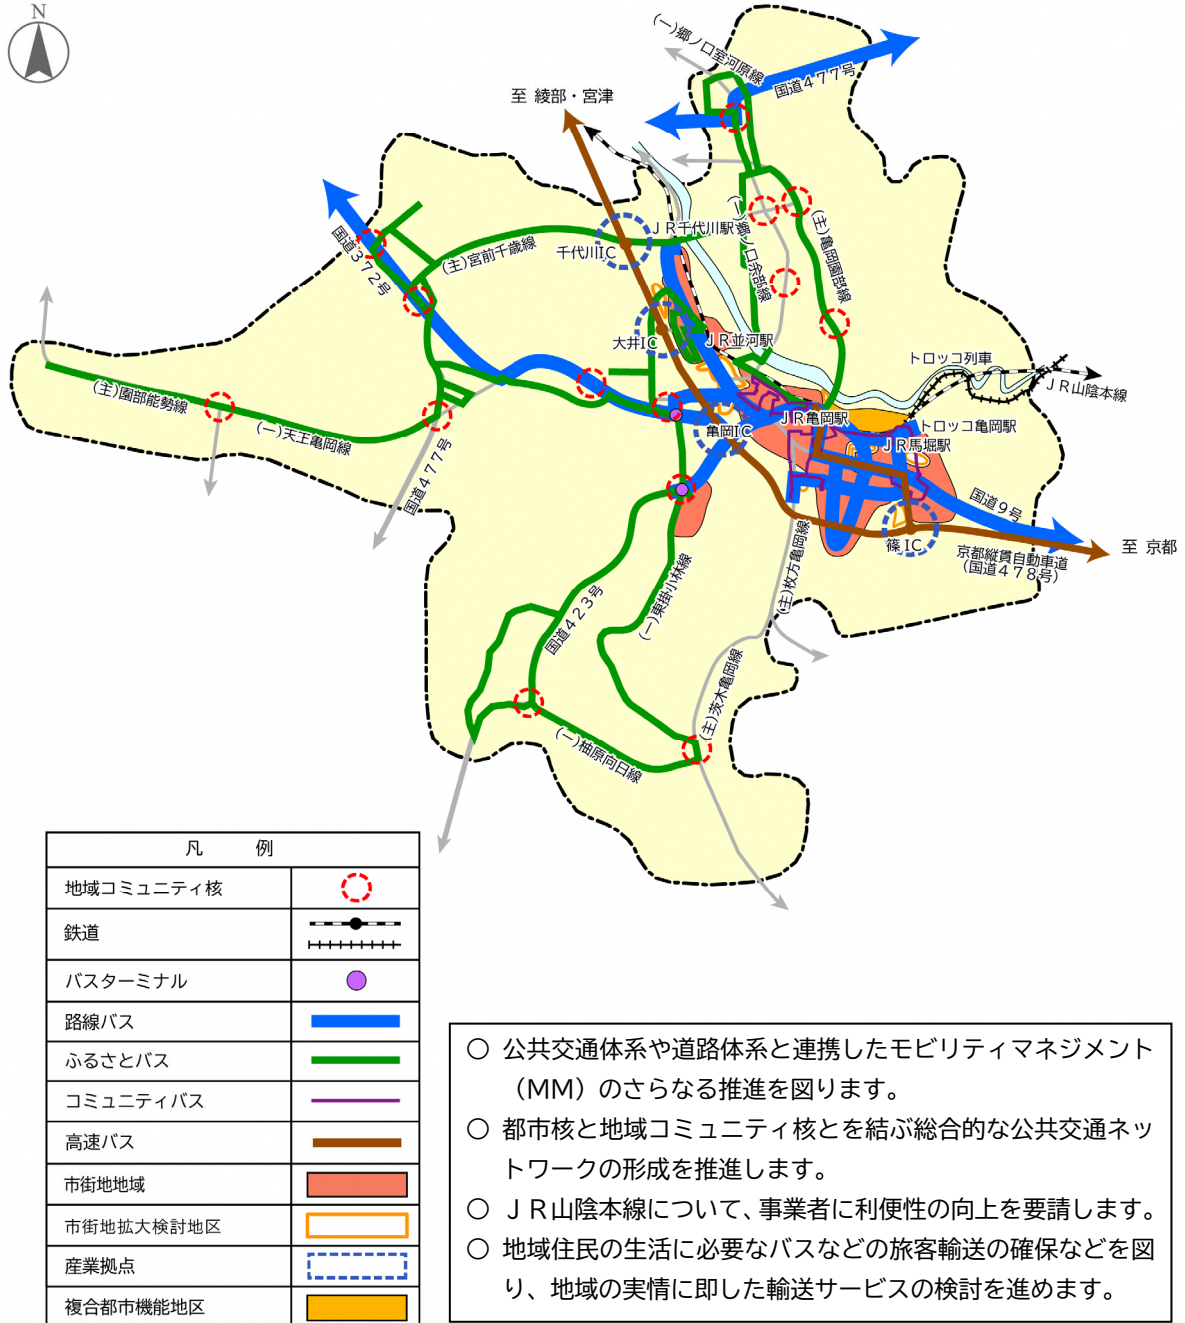 N
(一)郷ノ口室河原線
国道477号
至 綾部・宮津
国道372号
(主)宮前千歳線
千代川IC
JR千代川駅
(一)郷ノ口余部線
(主)亀岡園部線
大井IC
JR並河駅
トロッコ列車
JR山陰本線
(主)園部能勢線
(一)天王亀岡線
国道477号
亀岡IC
JR亀岡駅
トロッコ亀岡駅
JR馬堀駅
国道9号
篠IC
至 京都
京都縦貫自動車道
(国道478号)
(主)枚方亀岡線
(一)東掛小林線
国道423号
(主)茨木亀岡線
(一)柚原向日線
凡 例
地域コミュニティ核
鉄道
バスターミナル
路線バス
ふるさとバス
コミュニティバス
高速バス
市街地地域
市街地拡大検討地区
産業拠点
複合都市機能地区
○ 公共交通体系や道路体系と連携したモビリティマネジメント
(MM)のさらなる推進を図ります。
○ 都市核と地域コミュニティ核とを結ぶ総合的な公共交通ネッ
トワークの形成を推進します。
○ JR山陰本線について、事業者に利便性の向上を要請します。
○ 地域住民の生活に必要なバスなどの旅客輸送の確保などを図
り、地域の実情に即した輸送サービスの検討を進めます。